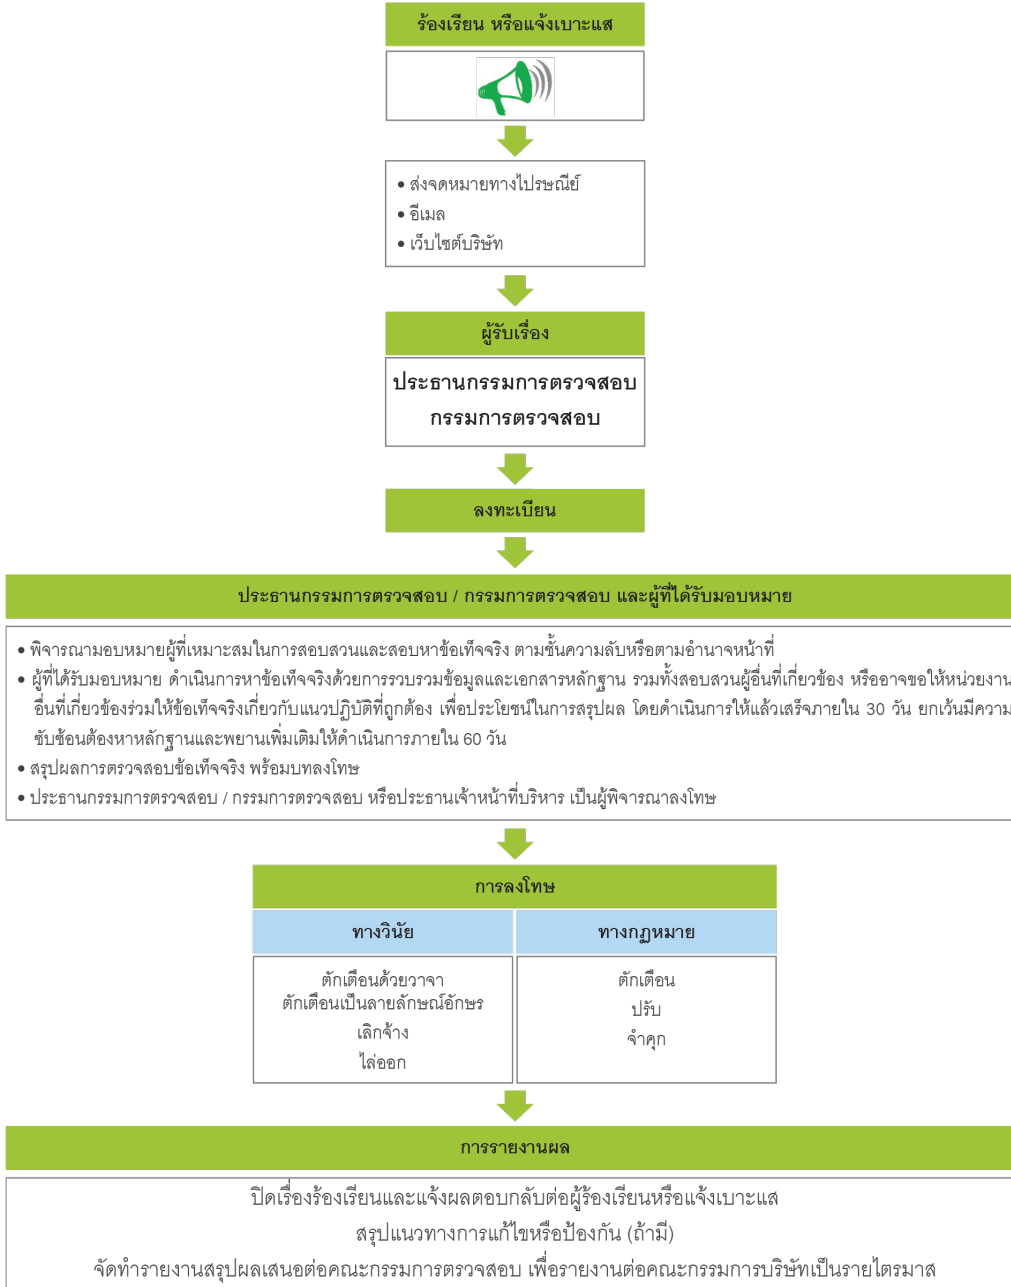 ร้องเรียน หรือแจ้งเบาะแส
• ส่งจดหมายทางไปรษณีย์
• อีเมล
• เว็บไซต์บริษัท
ผู้รับเรื่อง
ประธานกรรมการตรวจสอบ
กรรมการตรวจสอบ
ลงทะเบียน
ประธานกรรมการตรวจสอบ / กรรมการตรวจสอบ และผู้ที่ได้รับมอบหมาย
• พิจารณามอบหมายผู้ที่เหมาะสมในการสอบสวนและสอบหาข้อเท็จจริง ตามชั้นความลับหรือตามอำนาจหน้าที่
• ผู้ที่ได้รับมอบหมาย ดำเนินการหาข้อเท็จจริงด้วยการรวบรวมข้อมูลและเอกสารหลักฐาน รวมทั้งสอบสวนผู้อื่นที่เกี่ยวข้อง หรืออาจขอให้หน่วยงาน
อื่นที่เกี่ยวข้องร่วมให้ข้อเท็จจริงเกี่ยวกับแนวปฏิบัติที่ถูกต้อง เพื่อประโยชน์ในการสรุปผล โดยดำเนินการให้แล้วเสร็จภายใน 30 วัน ยกเว้นมีความ
ซับซ้อนต้องหาหลักฐานและพยานเพิ่มเติมให้ดำเนินการภายใน 60 วัน
• สรุปผลการตรวจสอบข้อเท็จจริง พร้อมบทลงโทษ
• ประธานกรรมการตรวจสอบ / กรรมการตรวจสอบ หรือประธานเจ้าหน้าที่บริหาร เป็นผู้พิจารณาลงโทษ
การลงโทษ
ทางวินัย
ตักเตือนด้วยวาจา
ตักเตือนเป็นลายลักษณ์อักษร
เลิกจ้าง
ไล่ออก
ทางกฎหมาย
ตักเตือน
ปรับ
จำคุก
การรายงานผล
ปิดเรื่องร้องเรียนและแจ้งผลตอบกลับต่อผู้ร้องเรียนหรือแจ้งเบาะแส
สรุปแนวทางการแก้ไขหรือป้องกัน (ถ้ามี)
จัดทำรายงานสรุปผลเสนอต่อคณะกรรมการตรวจสอบ เพื่อรายงานต่อคณะกรรมการบริษัทเป็นรายไตรมาส